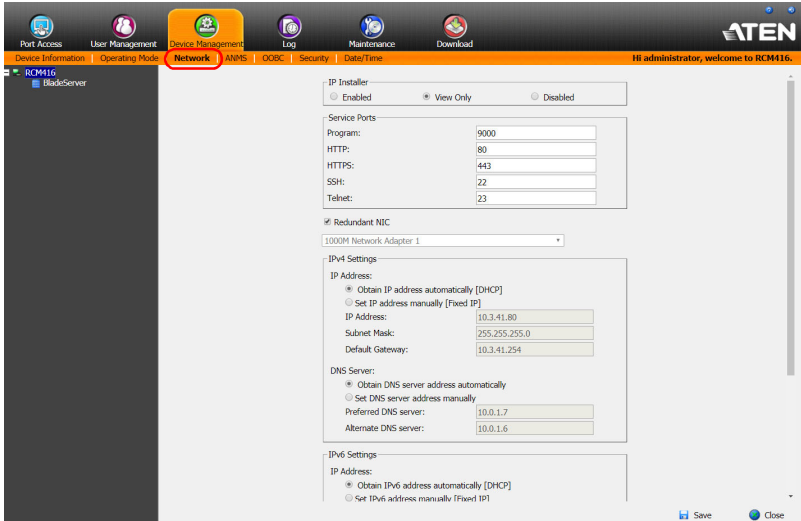 ATEN
Port Access User Management Device Management Log Maintenance Download
Device Information Operating Mode Network ANMS OOBC Security Date/Time Hi administrator, welcome to RCM416.
RCM416
BladeServer
IP Installer
Enabled View Only Disabled
Service Ports
Program: 9000
HTTP: 80
HTTPS: 443
SSH: 22
Telnet: 23
Redundant NIC
1000M Network Adapter 1
IPv4 Settings
IP Address:
Obtain IP address automatically [DHCP]
Set IP address manually [Fixed IP]
IP Address: 10.3.41.80
Subnet Mask: 255.255.255.0
Default Gateway: 10.3.41.254
DNS Server:
Obtain DNS server address automatically
Set DNS server address manually
Preferred DNS server: 10.0.1.7
Alternate DNS server: 10.0.1.6
IPv6 Settings
IP Address:
Obtain IPv6 address automatically [DHCP]
Set IPv6 address manually [Fixed IP]
Save Close